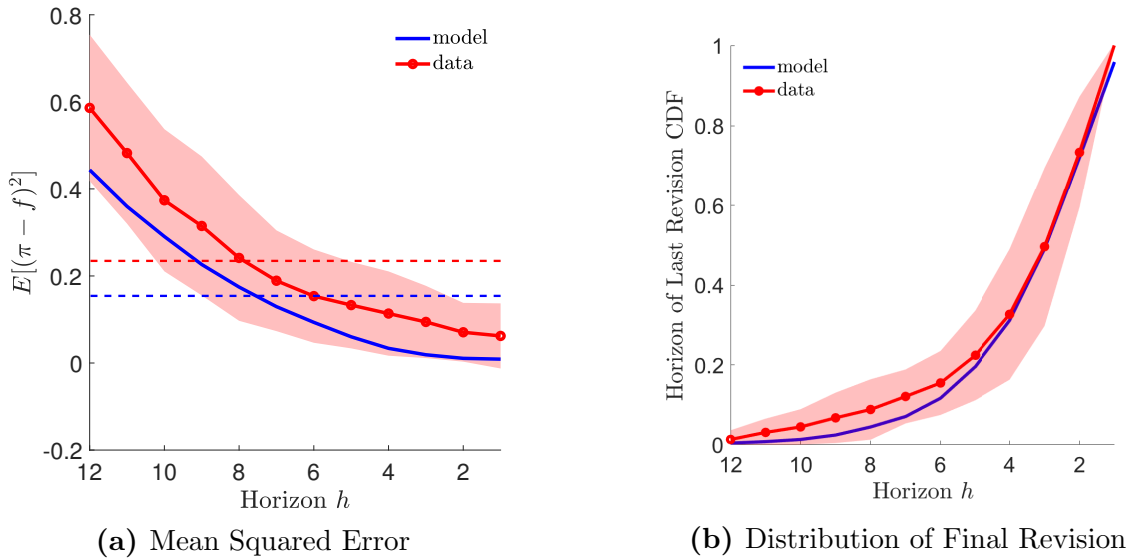 0.8
0.6
0.4
0.2
0
-0.2
E[(π − f)²]
model
data
12
10
8
6
4
2
Horizon h
(a) Mean Squared Error
1
0.8
0.6
0.4
0.2
0
Horizon of Last Revision CDF
model
data
12
10
8
6
4
2
Horizon h
(b) Distribution of Final Revision